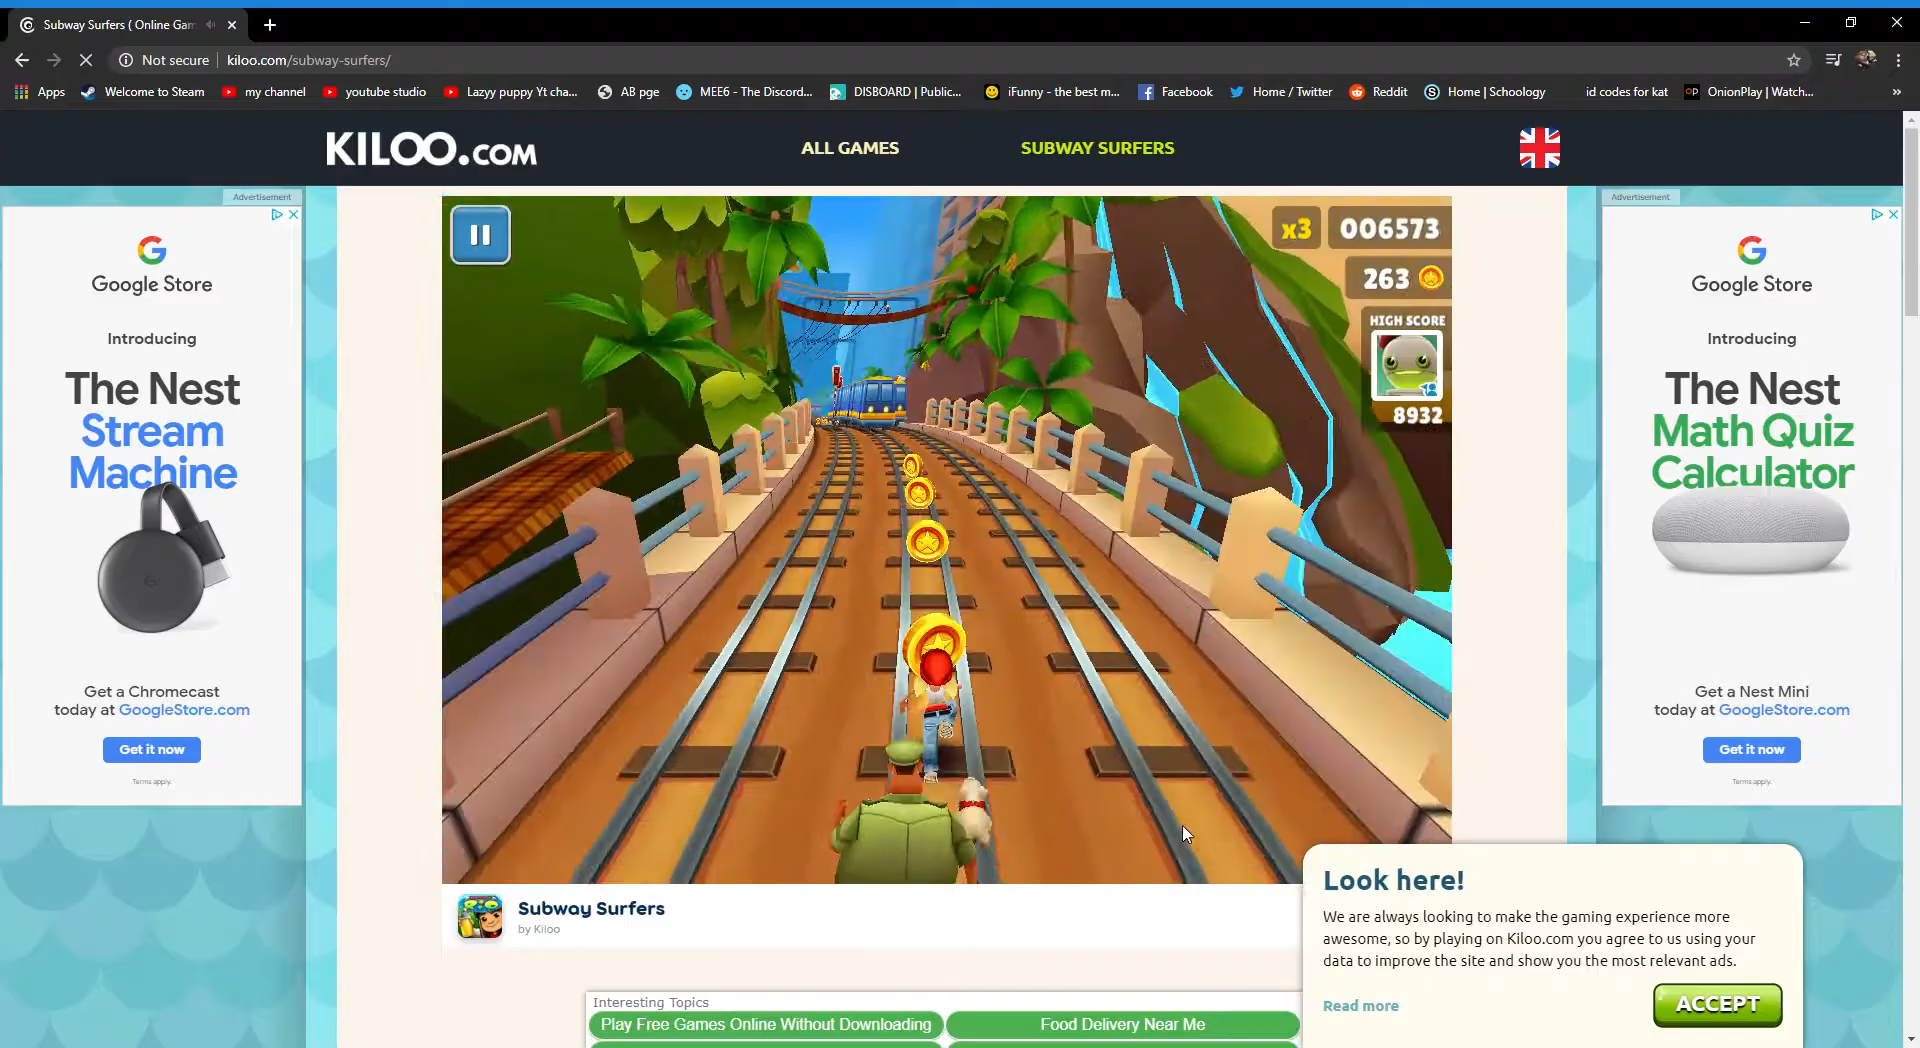 Subway Surfers ( Online Gam
Not secure
kiloo.com/subway-surfers/
Apps
Welcome to Steam
my channel
youtube studio
Lazyy puppy Yt cha...
AB pge
MEE6 - The Discord...
DISBOARD | Public...
iFunny - the best m...
Facebook
Home / Twitter
Reddit
Home | Schoology
id codes for kat
OnionPlay | Watch...
KILOO.COM
ALL GAMES
SUBWAY SURFERS
Advertisement
Google Store
Introducing
The Nest
Stream
Machine
Get a Chromecast
today at GoogleStore.com
Get it now
Terms apply.
x3
006573
263
HIGH SCORE
8932
Advertisement
Google Store
Introducing
The Nest
Math Quiz
Calculator
Get a Nest Mini
today at GoogleStore.com
Get it now
Terms apply.
Subway Surfers
by Kiloo
Look here!
We are always looking to make the gaming experience more
awesome, so by playing on Kiloo.com you agree to us using your
data to improve the site and show you the most relevant ads.
Read more
ACCEPT
Interesting Topics
Play Free Games Online Without Downloading
Food Delivery Near Me